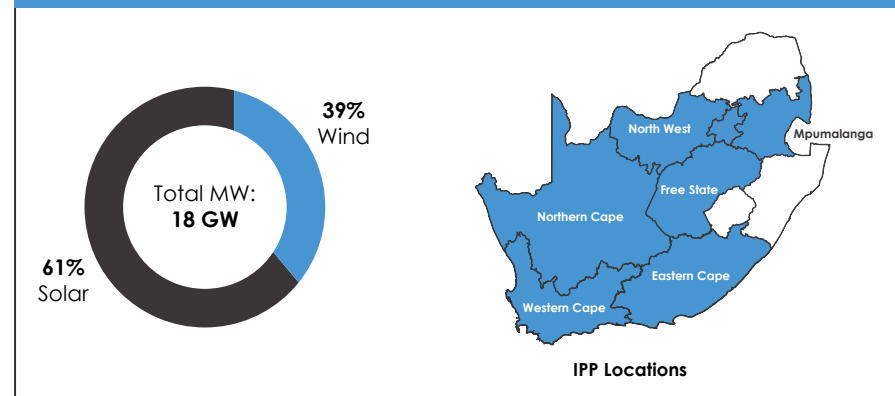 39%
Wind
Total MW:
18 GW
61%
Solar
North West
Mpumalanga
Free State
Northern Cape
Eastern Cape
Western Cape
IPP Locations